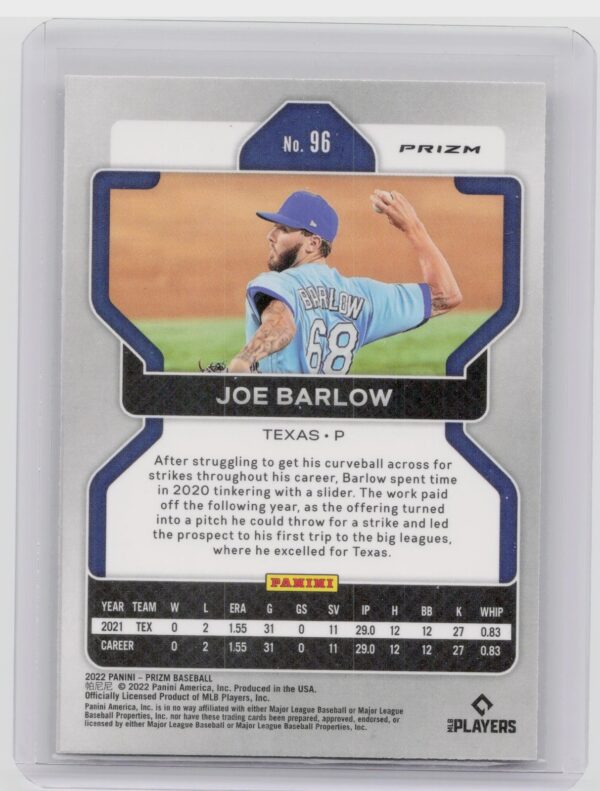 No. 96
PRIZM
BARLOW
68
JOE BARLOW
TEXAS • P
After struggling to get his curveball across for
strikes throughout his career, Barlow spent time
in 2020 tinkering with a slider. The work paid
off the following year, as the offering turned
into a pitch he could throw for a strike and led
the prospect to his first trip to the big leagues,
where he excelled for Texas.
PANINI
YEAR TEAM W L ERA G GS SV IP H BB K WHIP
2021 TEX 0 2 1.55 31 0 11 29.0 12 12 27 0.83
CAREER 0 2 1.55 31 0 11 29.0 12 12 27 0.83
2022 PANINI – PRIZM BASEBALL
帕尼尼 © 2022 Panini America, Inc. Produced in the USA.
Officially Licensed Product of MLB Players, Inc.
Panini America, Inc. is in no way affiliated with either Major League Baseball or Major League
Baseball Properties, Inc. nor have these trading cards been prepared, approved, endorsed, or
licensed by either Major League Baseball or Major League Baseball Properties, Inc.
MLB PLAYERS